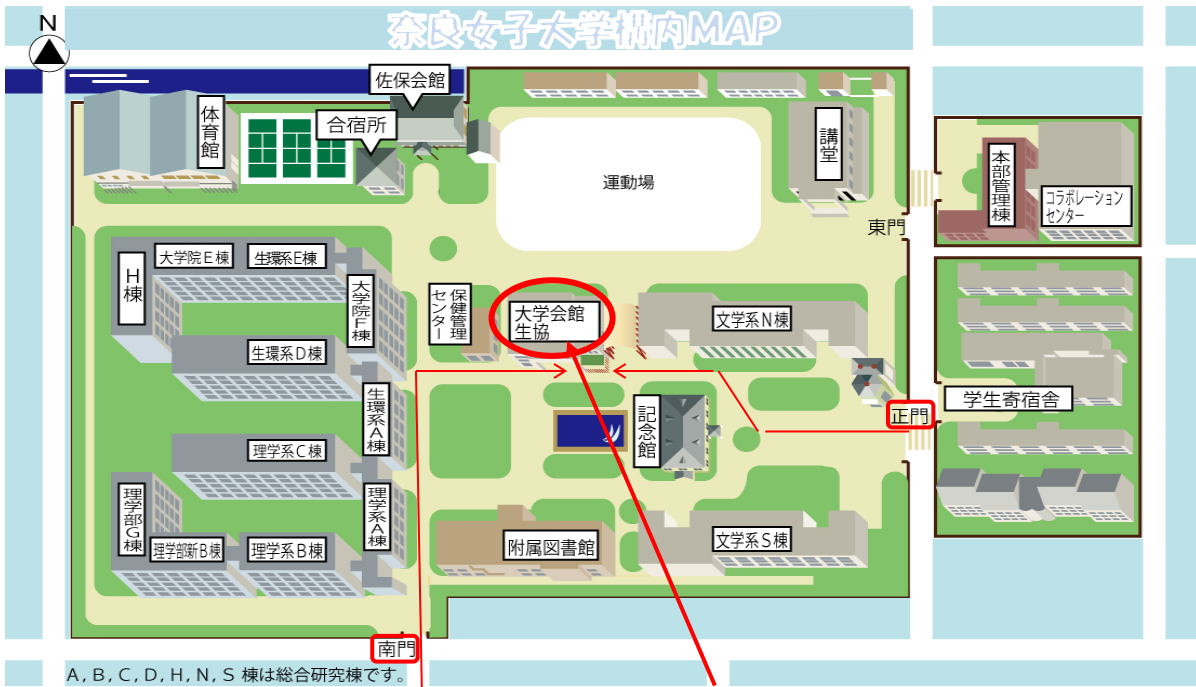 奈良女子大学構内MAP
N
佐保会館
体育館
合宿所
講堂
運動場
本部管理棟
コラボレーション
センター
東門
大学院E棟
生環系E棟
H棟
大学院F棟
保健管理
センター
大学会館
生協
文学系N棟
生環系D棟
生環系A棟
学生寄宿舎
正門
記念館
理学系C棟
理学部G棟
理学系A棟
理学部新B棟
理学系B棟
附属図書館
文学系S棟
南門
A, B, C, D, H, N, S 棟は総合研究棟です。